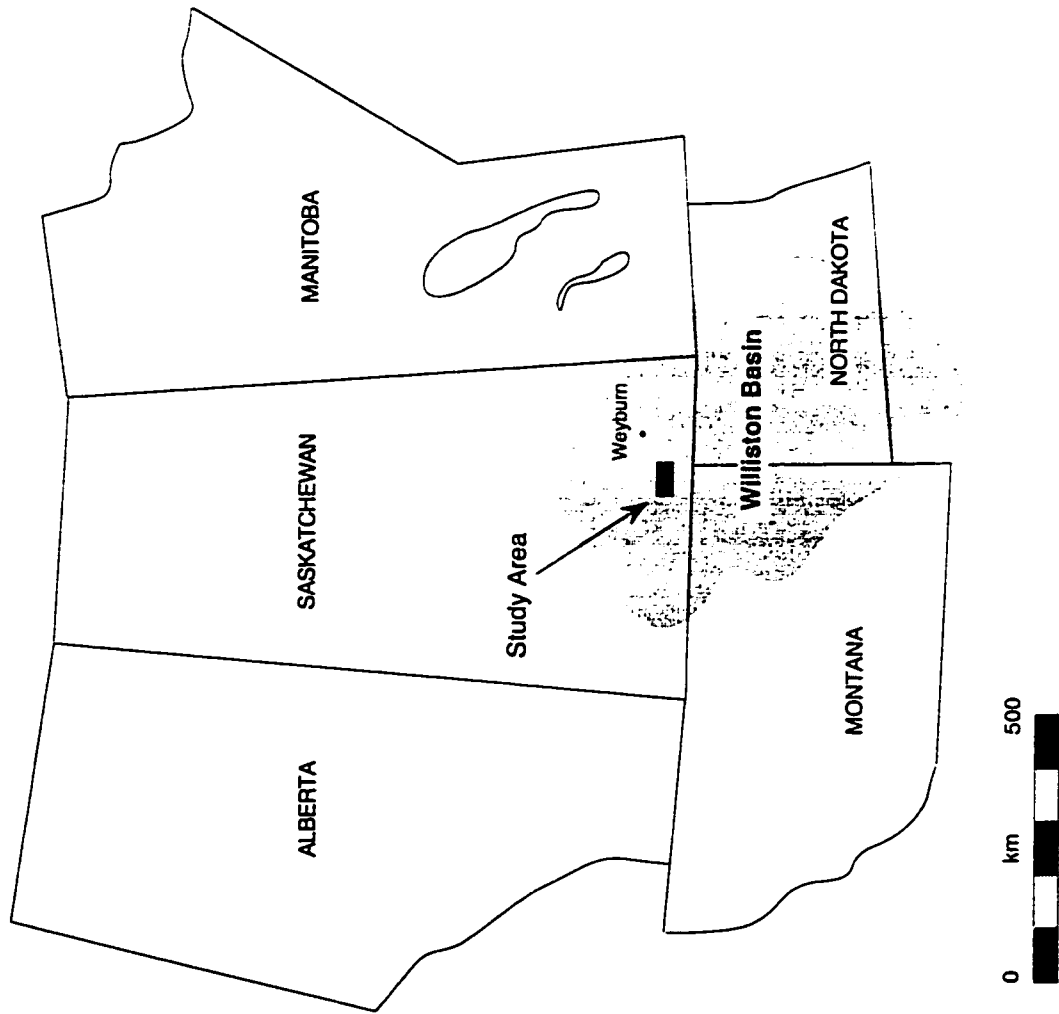 ALBERTA
SASKATCHEWAN
MANITOBA
Study Area
Weyburn
Williston Basin
MONTANA
NORTH DAKOTA
0 km 500